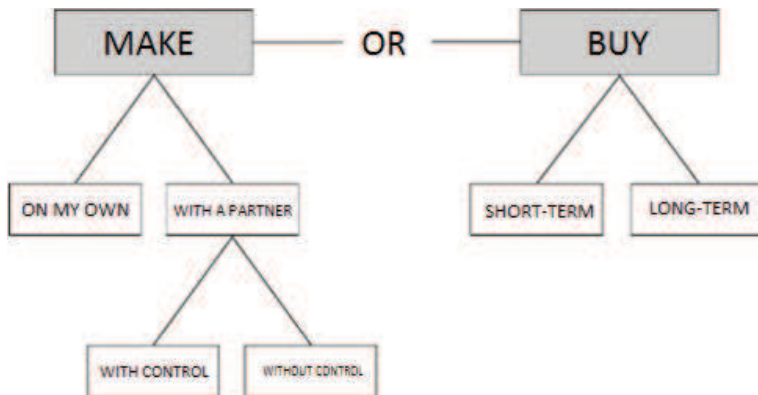 MAKE
OR
BUY
ON MY OWN
WITH A PARTNER
SHORT-TERM
LONG-TERM
WITH CONTROL
WITHOUT CONTROL